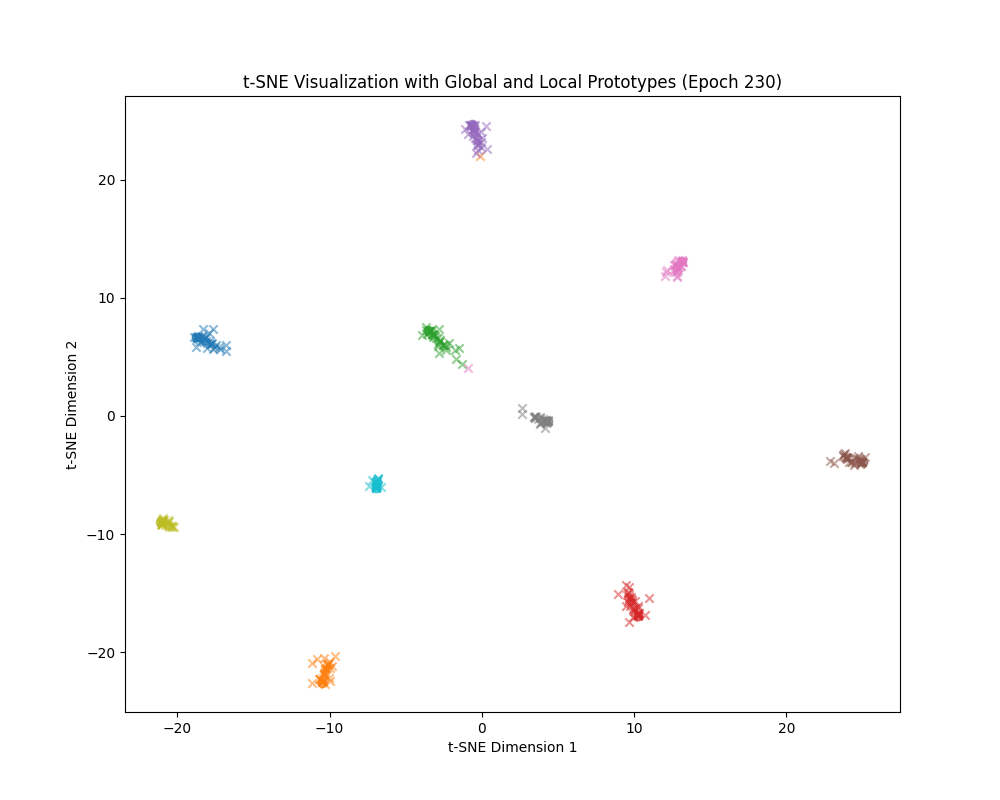 t-SNE Visualization with Global and Local Prototypes (Epoch 230)
t-SNE Dimension 2
20
10
0
−10
−20
−20 −10 0 10 20
t-SNE Dimension 1